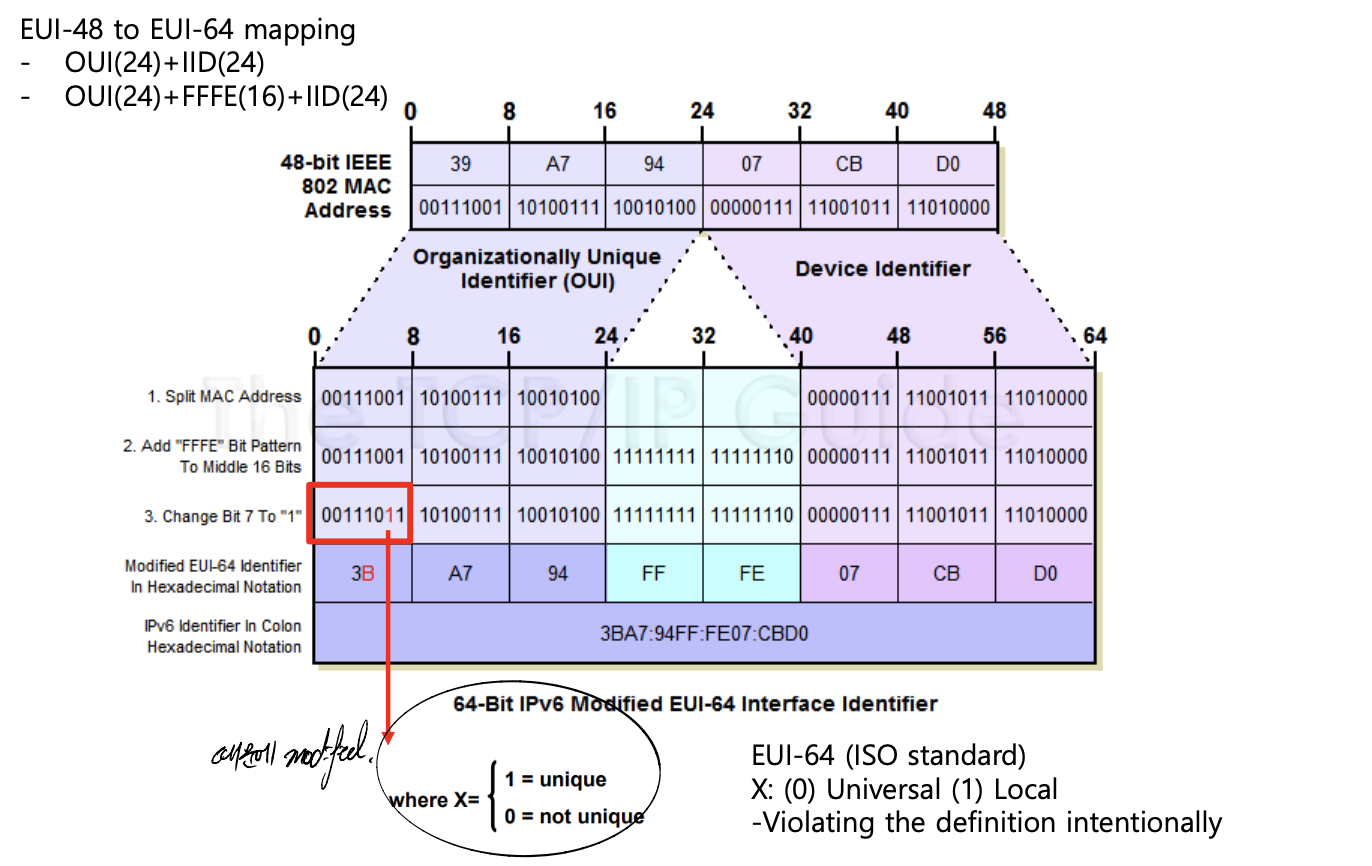 EUI-48 to EUI-64 mapping
- OUI(24)+IID(24)
- OUI(24)+FFFE(16)+IID(24)
0 8 16 24 32 40 48
48-bit IEEE
802 MAC
Address
39 A7 94 07 CB D0
00111001 10100111 10010100 00000111 11001011 11010000
Organizationally Unique
Identifier (OUI)
Device Identifier
0 8 16 24 32 40 48 56 64
The TCP/IP Guide
1. Split MAC Address
00111001 10100111 10010100 00000111 11001011 11010000
2. Add "FFFE" Bit Pattern
To Middle 16 Bits
00111001 10100111 10010100 11111111 11111110 00000111 11001011 11010000
3. Change Bit 7 To "1"
00111011 10100111 10010100 11111111 11111110 00000111 11001011 11010000
Modified EUI-64 Identifier
In Hexadecimal Notation
3B A7 94 FF FE 07 CB D0
IPv6 Identifier In Colon
Hexadecimal Notation
3BA7:94FF:FE07:CBD0
64-Bit IPv6 Modified EUI-64 Interface Identifier
where X=
1 = unique
0 = not unique
EUI-64 (ISO standard)
X: (0) Universal (1) Local
-Violating the definition intentionally